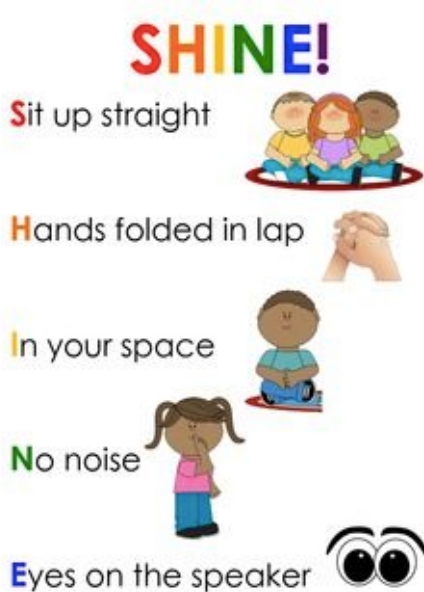 SHINE!
Sit up straight
Hands folded in lap
In your space
No noise
Eyes on the speaker